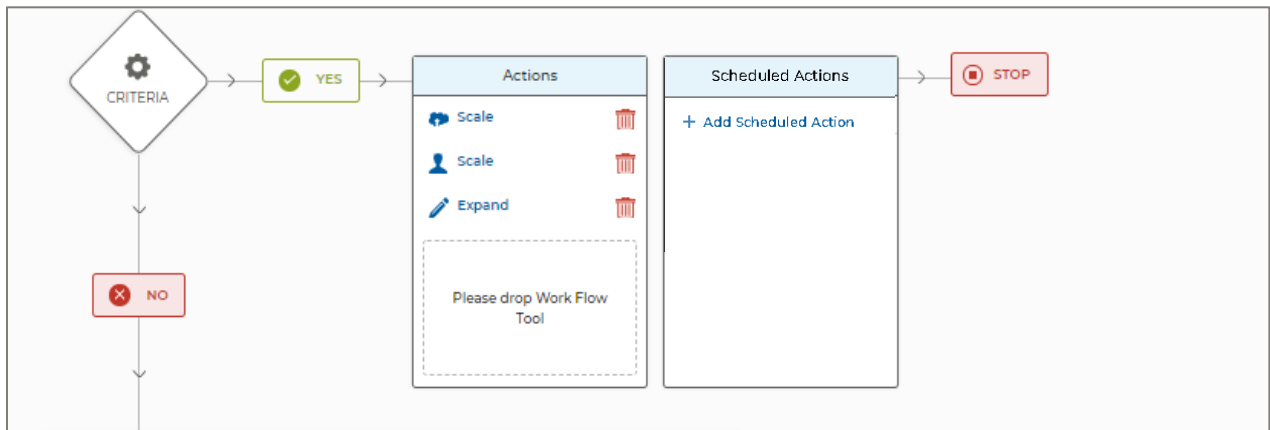 CRITERIA
YES
Actions
Scale
Scale
Expand
Please drop Work Flow
Tool
Scheduled Actions
+ Add Scheduled Action
STOP
NO